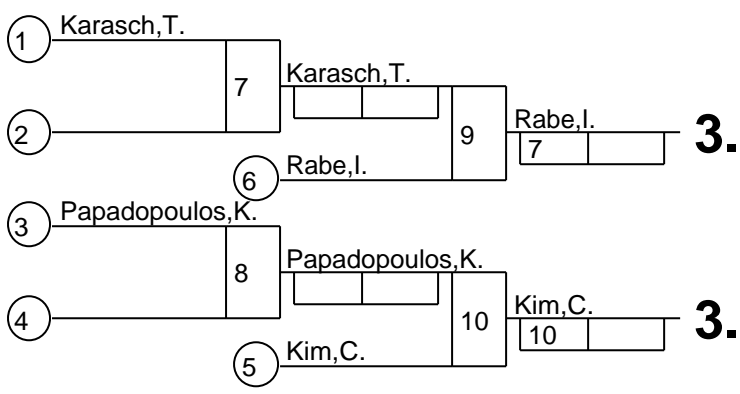 1 Karasch,T.
7
Karasch,T.
2
9
Rabe,I.
7
3.
6 Rabe,I.
3 Papadopoulos,K.
8
Papadopoulos,K.
4
10
Kim,C.
10
3.
5 Kim,C.